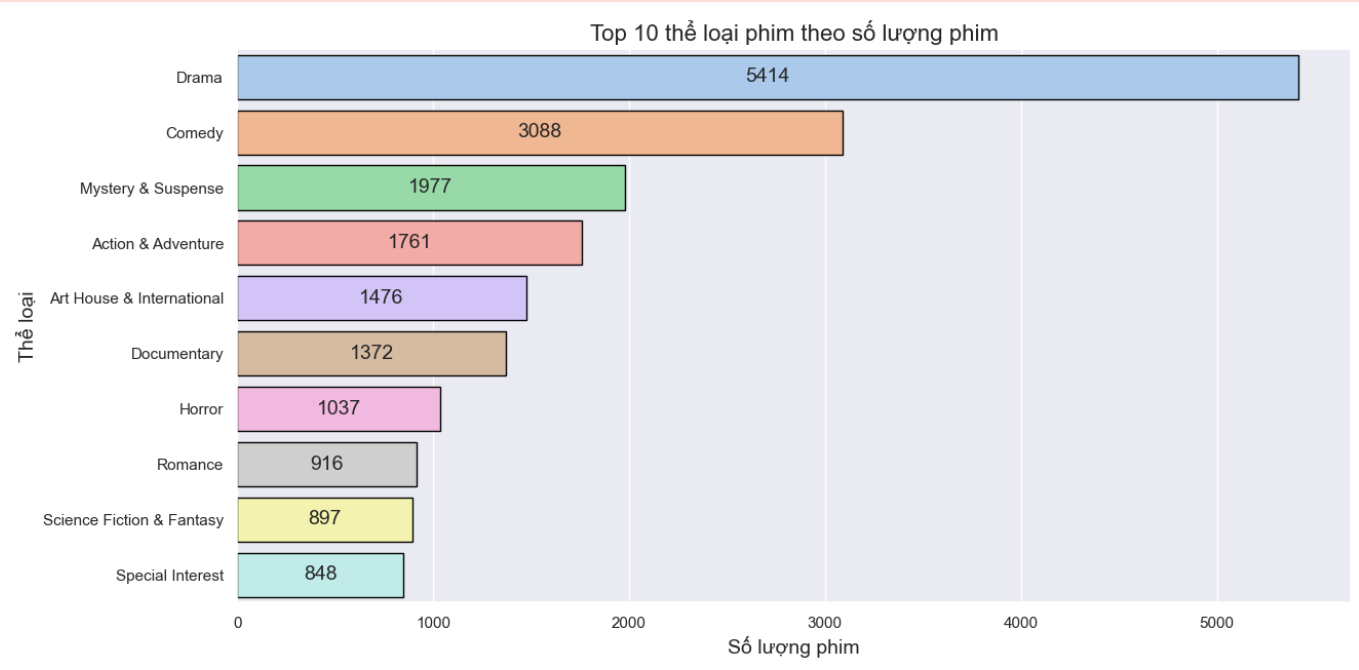 Top 10 thể loại phim theo số lượng phim
Drama
5414
Comedy
3088
Mystery & Suspense
1977
Action & Adventure
1761
Art House & International
1476
Documentary
1372
Horror
1037
Romance
916
Science Fiction & Fantasy
897
Special Interest
848
Thể loại
0 1000 2000 3000 4000 5000
Số lượng phim